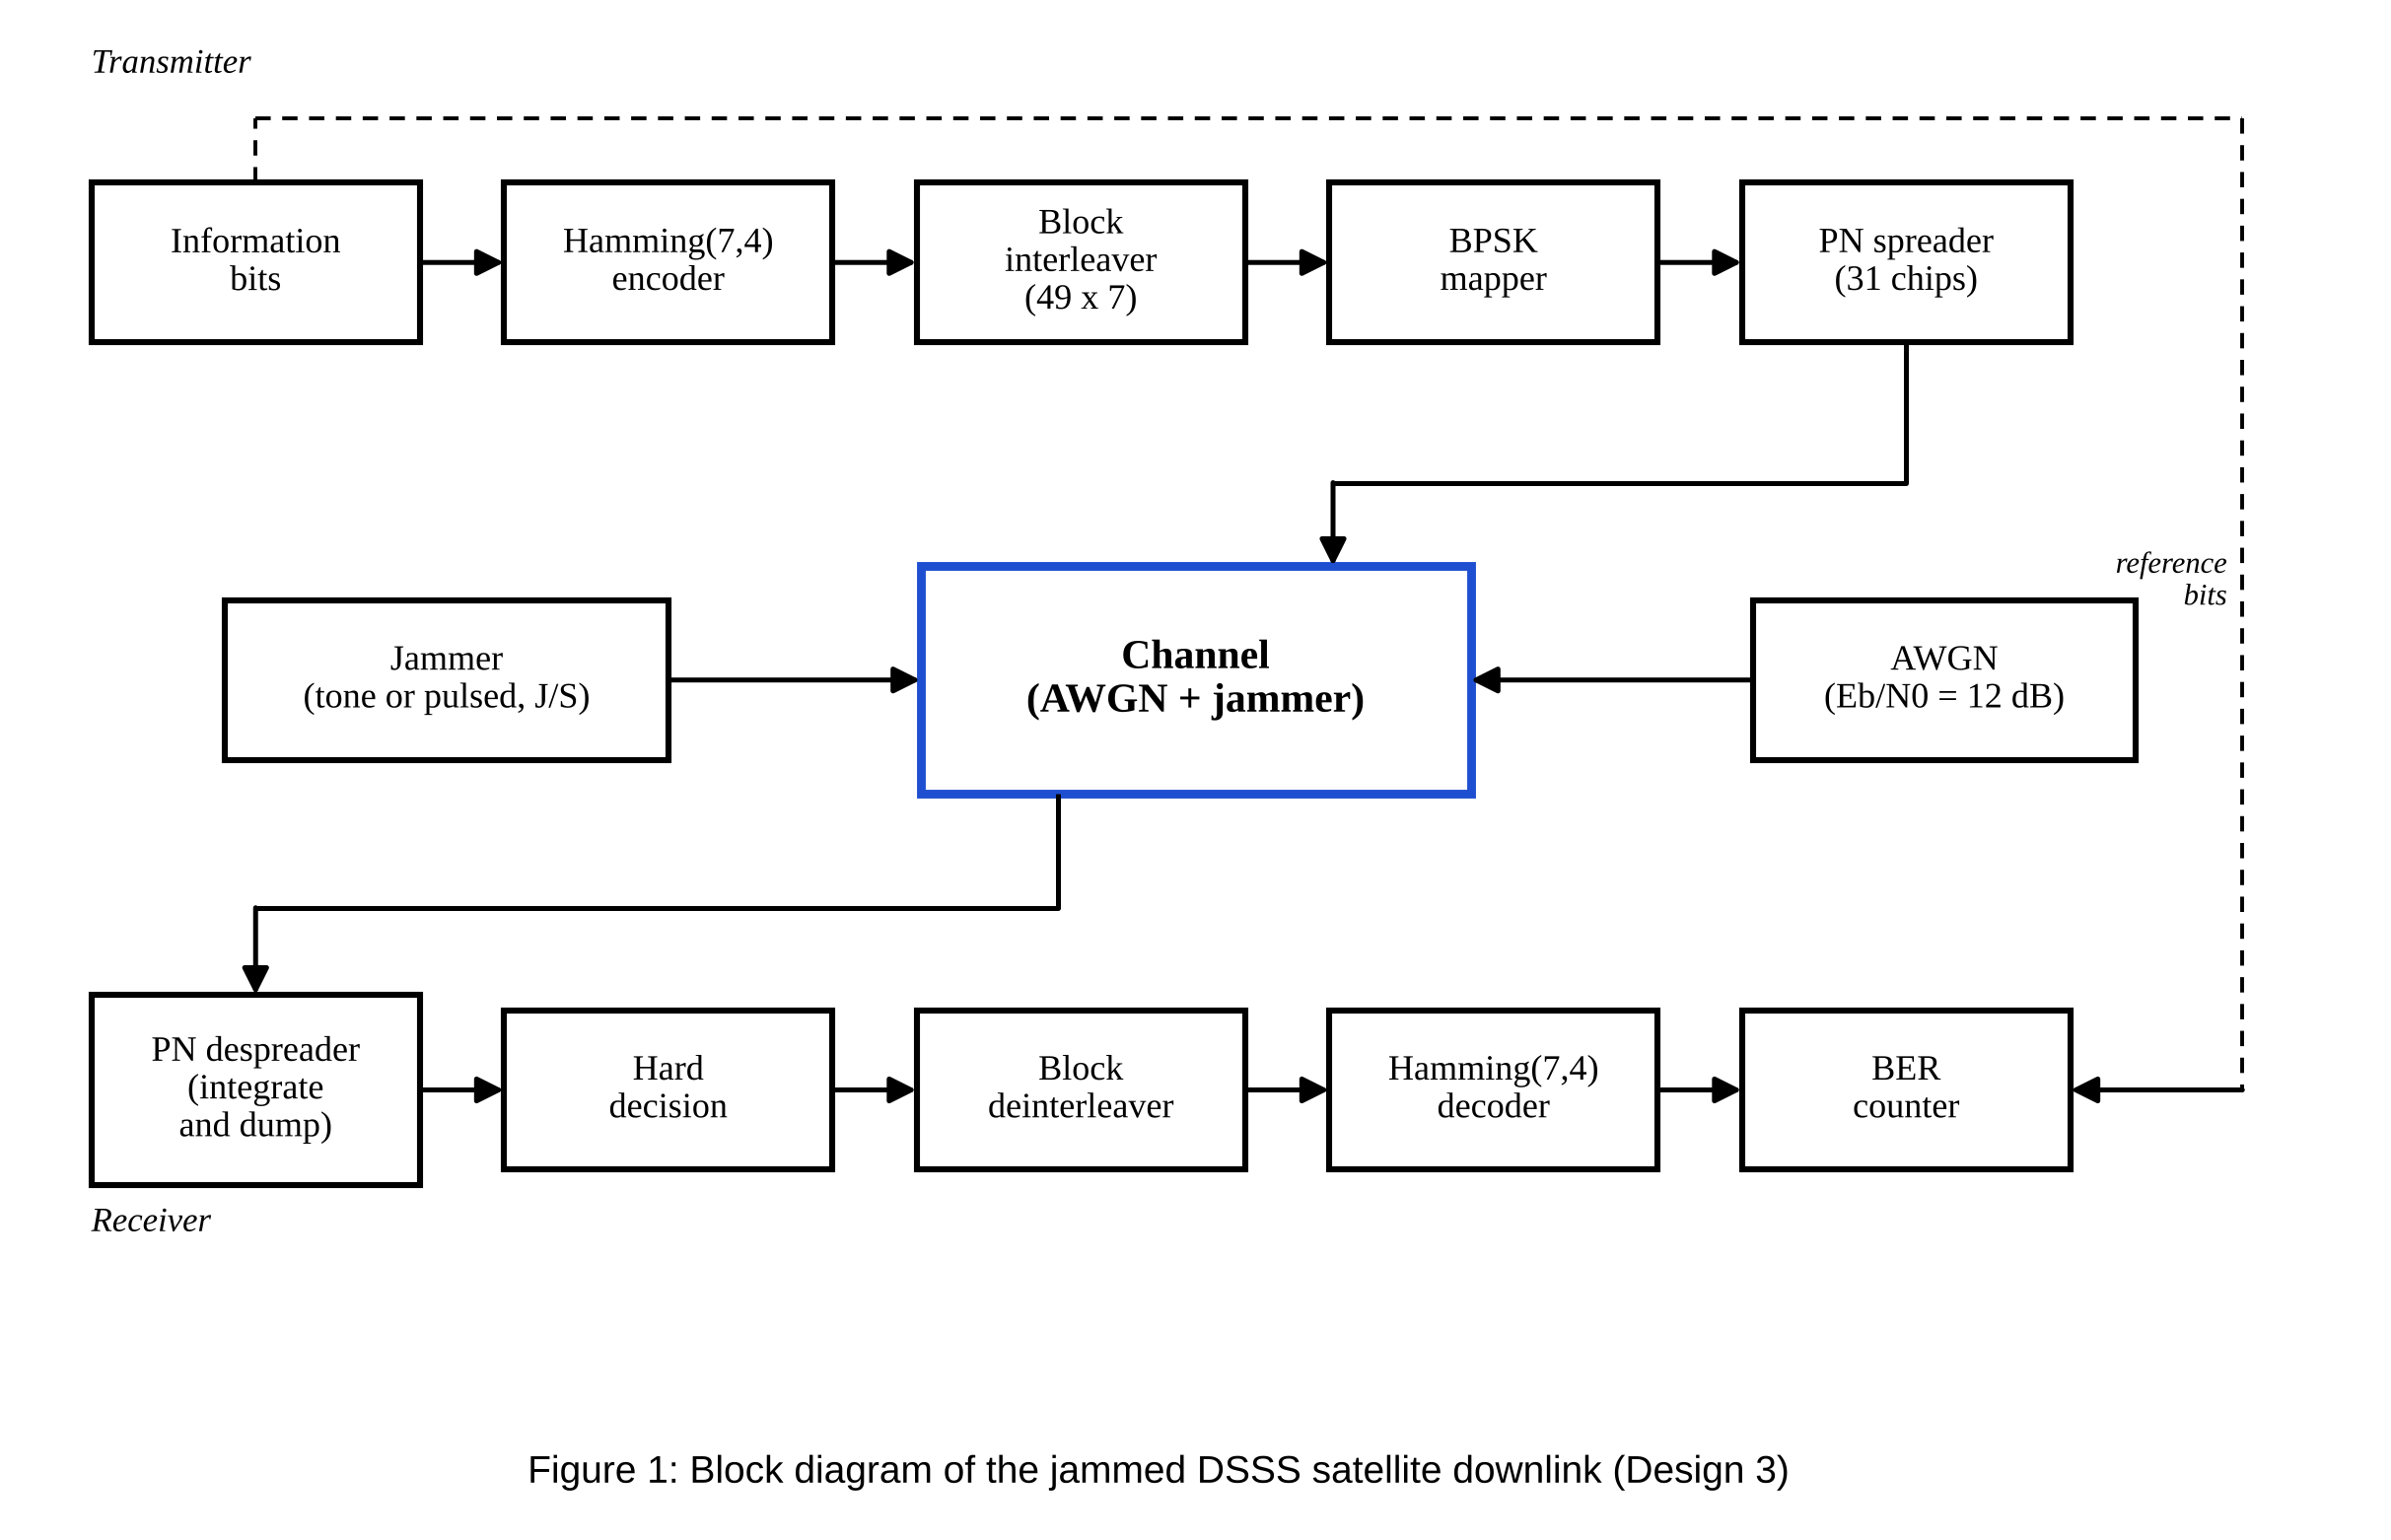 Transmitter
Information
bits
Hamming(7,4)
encoder
Block
interleaver
(49 x 7)
BPSK
mapper
PN spreader
(31 chips)
reference
bits
Jammer
(tone or pulsed, J/S)
Channel
(AWGN + jammer)
AWGN
(Eb/N0 = 12 dB)
PN despreader
(integrate
and dump)
Hard
decision
Block
deinterleaver
Hamming(7,4)
decoder
BER
counter
Receiver
Figure 1: Block diagram of the jammed DSSS satellite downlink (Design 3)